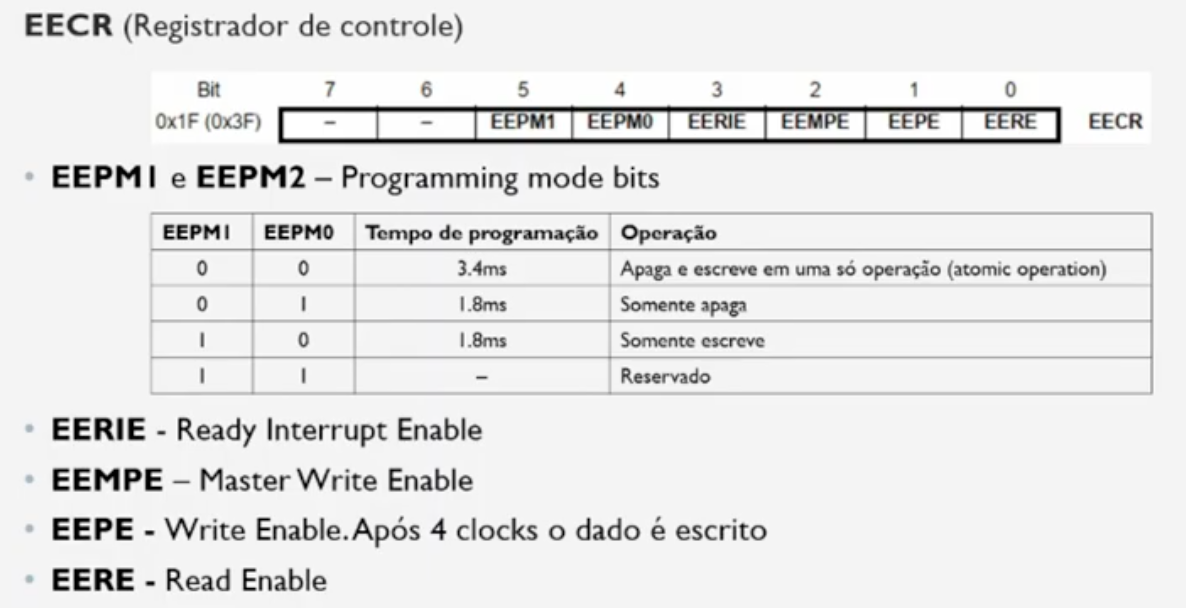 EECR (Registrador de controle)
Bit 7 6 5 4 3 2 1 0
0x1F (0x3F) – – EEPM1 EEPM0 EERIE EEMPE EEPE EERE EECR
• EEPM1 e EEPM2 – Programming mode bits
EEPM1 EEPM0 Tempo de programação Operação
0 0 3.4ms Apaga e escreve em uma só operação (atomic operation)
0 1 1.8ms Somente apaga
1 0 1.8ms Somente escreve
1 1 – Reservado
• EERIE - Ready Interrupt Enable
• EEMPE – Master Write Enable
• EEPE - Write Enable. Após 4 clocks o dado é escrito
• EERE - Read Enable